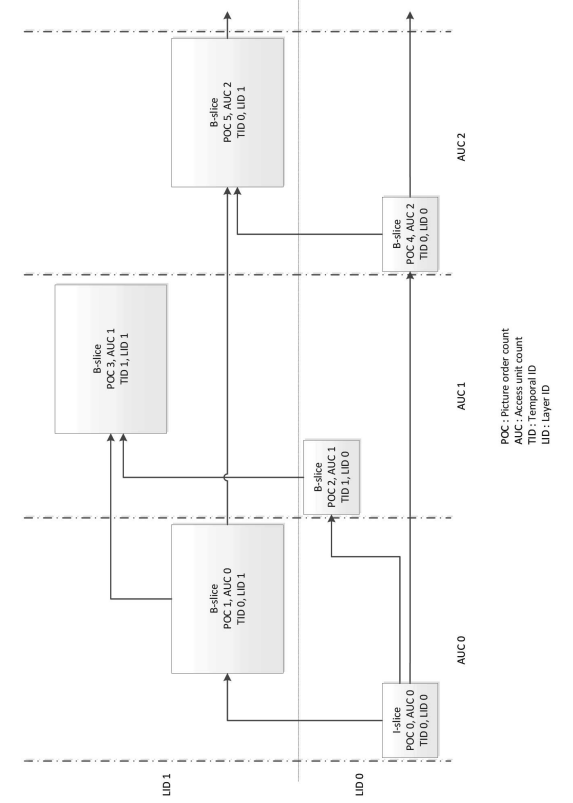 LID 1
B-slice
POC 1, AUC 0
TID 0, LID 1
B-slice
POC 3, AUC 1
TID 1, LID 1
B-slice
POC 5, AUC 2
TID 0, LID 1
LID 0
I-slice
POC 0, AUC 0
TID 0, LID 0
B-slice
POC 2, AUC 1
TID 1, LID 0
B-slice
POC 4, AUC 2
TID 0, LID 0
AUC 0
AUC 1
AUC 2
POC : Picture order count
AUC : Access unit count
TID : Temporal ID
LID : Layer ID